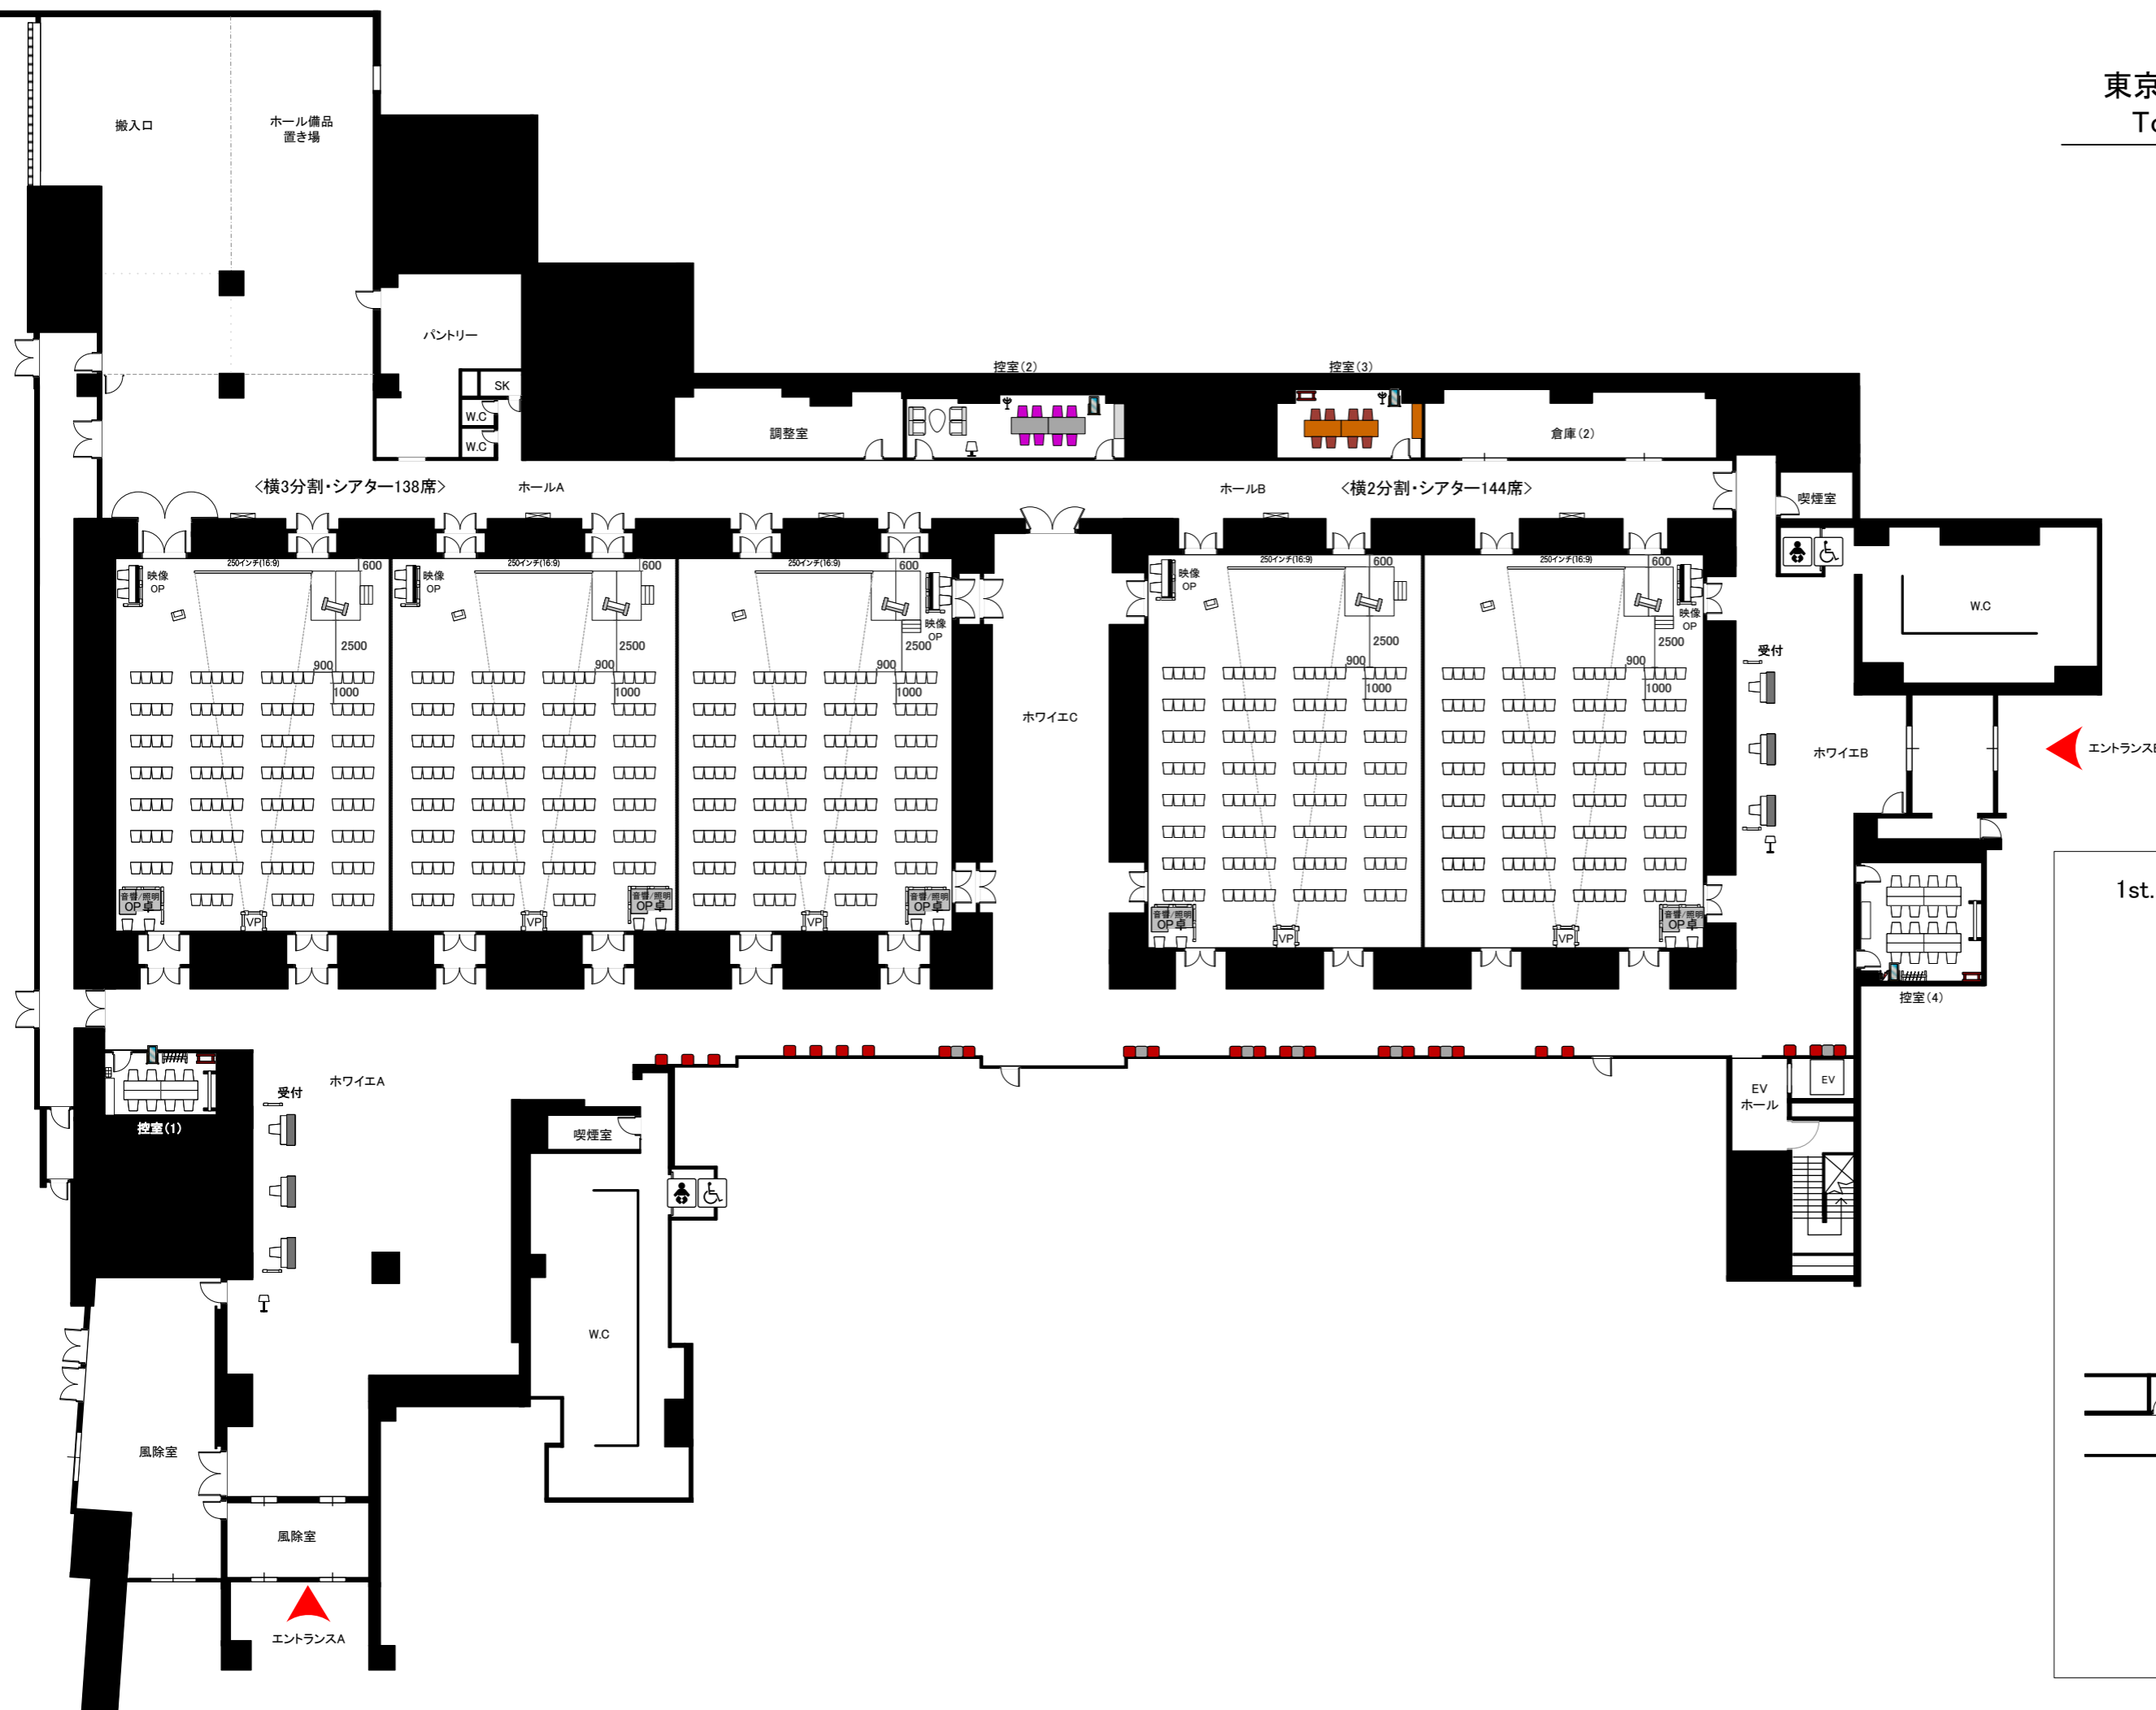 東京
To
搬入口
ホール備品
置き場
パントリー
SK
W.C
W.C
控室(2)
控室(3)
調整室
倉庫(2)
<横3分割・シアター138席>
ホールA
ホールB
<横2分割・シアター144席>
喫煙室
W.C
250インチ(16:9)
600
映像
OP
2500
900
1000
音響/照明
OP卓
VP
250インチ(16:9)
600
映像
OP
2500
900
1000
音響/照明
OP卓
VP
250インチ(16:9)
600
映像
OP
2500
900
1000
音響/照明
OP卓
VP
ホワイエC
250インチ(16:9)
600
映像
OP
2500
900
1000
音響/照明
OP卓
VP
250インチ(16:9)
600
映像
OP
2500
900
1000
音響/照明
OP卓
VP
受付
ホワイエB
エントランスB
1st.
控室(4)
ホワイエA
受付
控室(1)
喫煙室
EV
ホール
EV
W.C
風除室
風除室
エントランスA